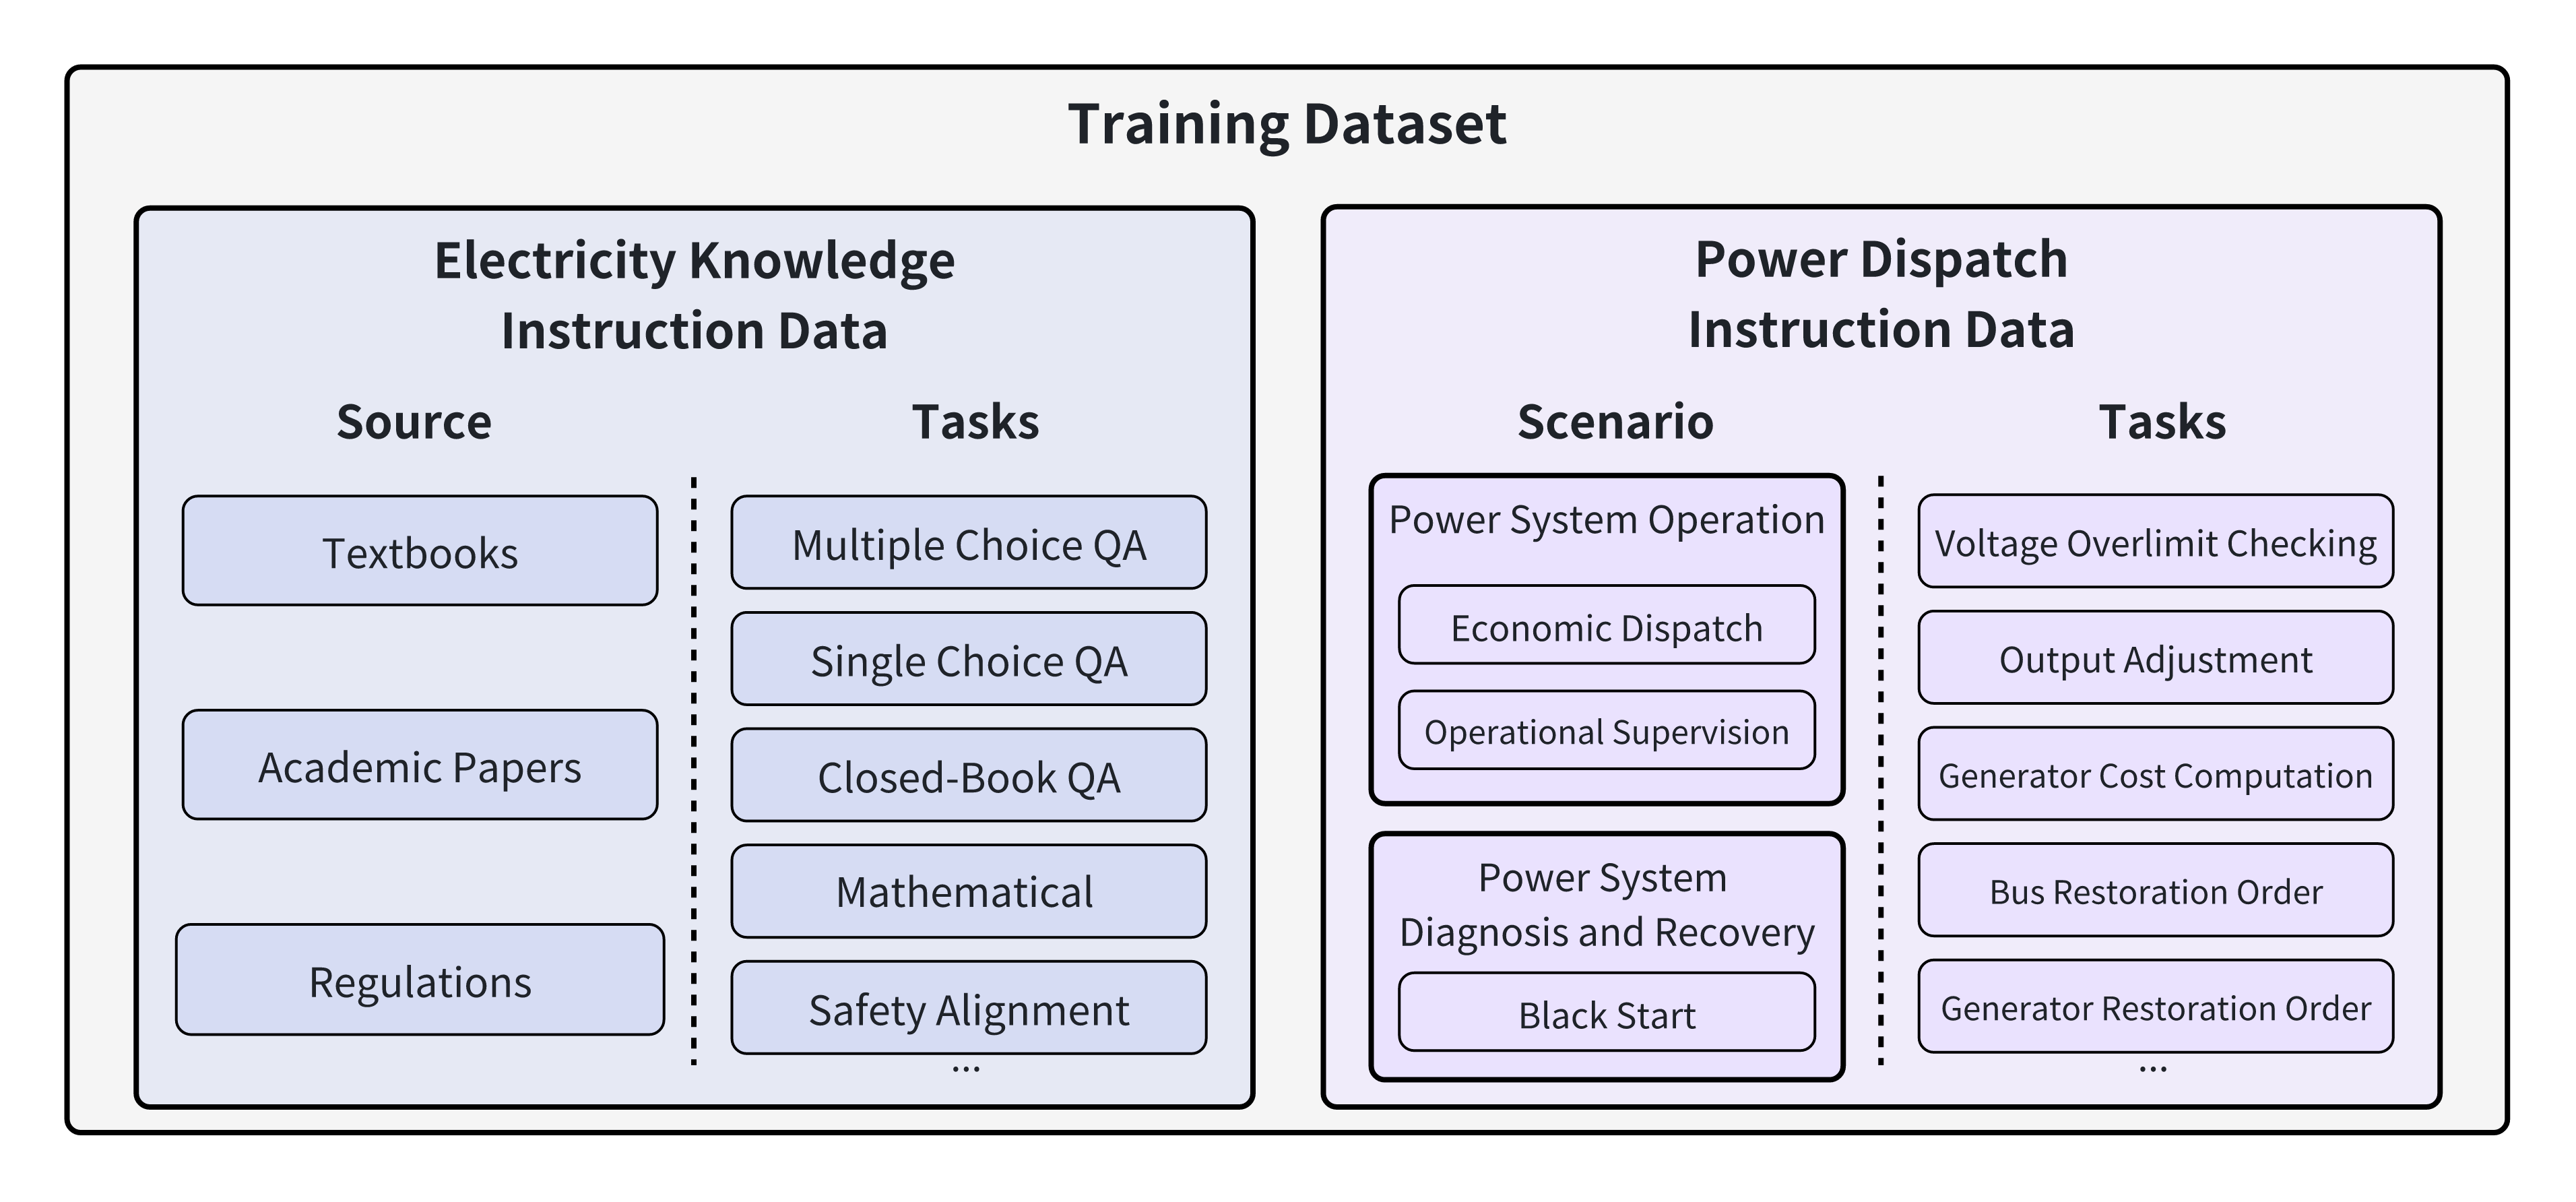 Training Dataset
Electricity Knowledge
Instruction Data
Source
Textbooks
Academic Papers
Regulations
Tasks
Multiple Choice QA
Single Choice QA
Closed-Book QA
Mathematical
Safety Alignment
...
Power Dispatch
Instruction Data
Scenario
Power System Operation
Economic Dispatch
Operational Supervision
Power System
Diagnosis and Recovery
Black Start
Tasks
Voltage Overlimit Checking
Output Adjustment
Generator Cost Computation
Bus Restoration Order
Generator Restoration Order
...